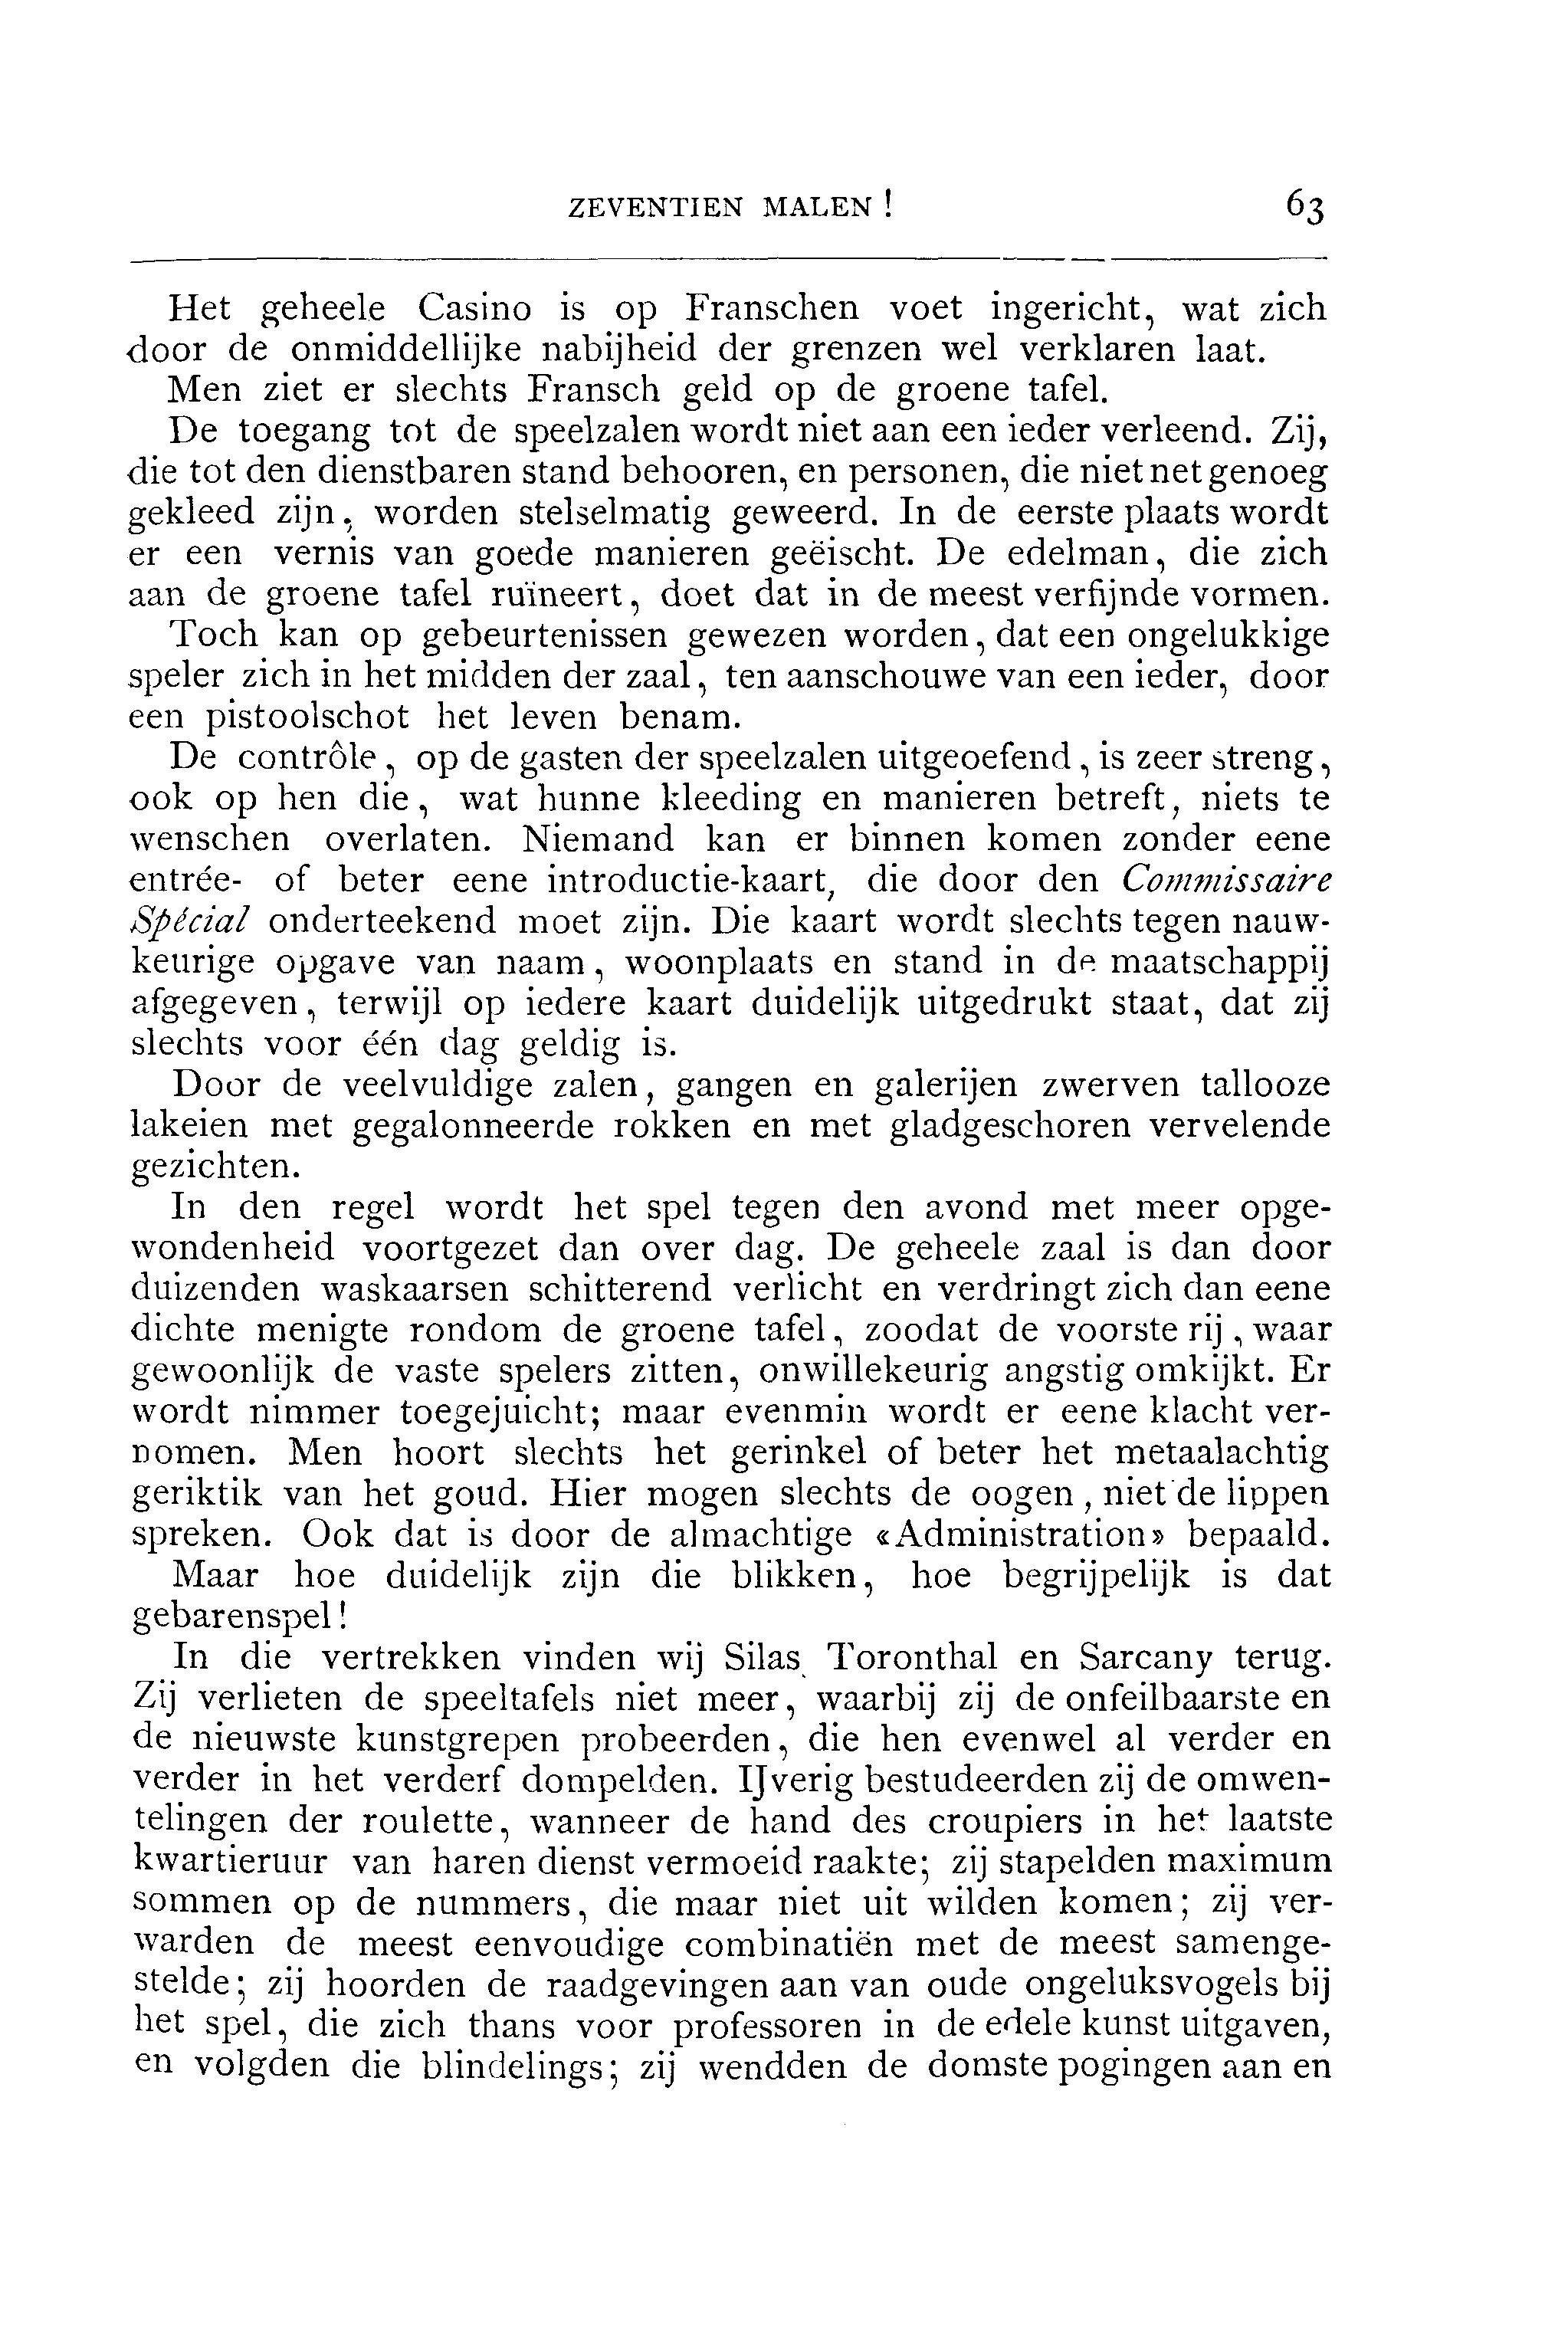 ZEVENTIEN MALEN! 63
Het geheele Casino is op Franschen voet ingericht, wat zich
door de onmiddellijke nabijheid der grenzen wel verklaren laat.
Men ziet er slechts Fransch geld op de groene tafel.
De toegang tot de speelzalen wordt niet aan een ieder verleend. Zij,
die tot den dienstbaren stand behooren, en personen, die niet net genoeg
gekleed zijn, worden stelselmatig geweerd. In de eerste plaats wordt
er een vernis van goede manieren geëischt. De edelman, die zich
aan de groene tafel ruïneert, doet dat in de meest verfijnde vormen.
Toch kan op gebeurtenissen gewezen worden, dat een ongelukkige
speler zich in het midden der zaal, ten aanschouwe van een ieder, door
een pistoolschot het leven benam.
De contrôle, op de gasten der speelzalen uitgeoefend, is zeer streng,
ook op hen die, wat hunne kleeding en manieren betreft, niets te
wenschen overlaten. Niemand kan er binnen komen zonder eene
entrée- of beter eene introductie-kaart, die door den Commissaire
Spécial onderteekend moet zijn. Die kaart wordt slechts tegen nauw-
keurige opgave van naam, woonplaats en stand in de maatschappij
afgegeven, terwijl op iedere kaart duidelijk uitgedrukt staat, dat zij
slechts voor één dag geldig is.
Door de veelvuldige zalen, gangen en galerijen zwerven tallooze
lakeien met gegalonneerde rokken en met gladgeschoren vervelende
gezichten.
In den regel wordt het spel tegen den avond met meer opge-
wondenheid voortgezet dan over dag. De geheele zaal is dan door
duizenden waskaarsen schitterend verlicht en verdringt zich dan eene
dichte menigte rondom de groene tafel, zoodat de voorste rij, waar
gewoonlijk de vaste spelers zitten, onwillekeurig angstig omkijkt. Er
wordt nimmer toegejuicht; maar evenmin wordt er eene klacht ver-
nomen. Men hoort slechts het gerinkel of beter het metaalachtig
geriktik van het goud. Hier mogen slechts de oogen, niet de lippen
spreken. Ook dat is door de almachtige «Administration» bepaald.
Maar hoe duidelijk zijn die blikken, hoe begrijpelijk is dat
gebarenspel!
In die vertrekken vinden wij Silas Toronthal en Sarcany terug.
Zij verlieten de speeltafels niet meer, waarbij zij de onfeilbaarste en
de nieuwste kunstgrepen probeerden, die hen evenwel al verder en
verder in het verderf dompelden. IJverig bestudeerden zij de omwen-
telingen der roulette, wanneer de hand des croupiers in het laatste
kwartieruur van haren dienst vermoeid raakte; zij stapelden maximum
sommen op de nummers, die maar niet uit wilden komen; zij ver-
warden de meest eenvoudige combinatiën met de meest samenge-
stelde; zij hoorden de raadgevingen aan van oude ongeluksvogels bij
het spel, die zich thans voor professoren in de edele kunst uitgaven,
en volgden die blindelings; zij wendden de domste pogingen aan en